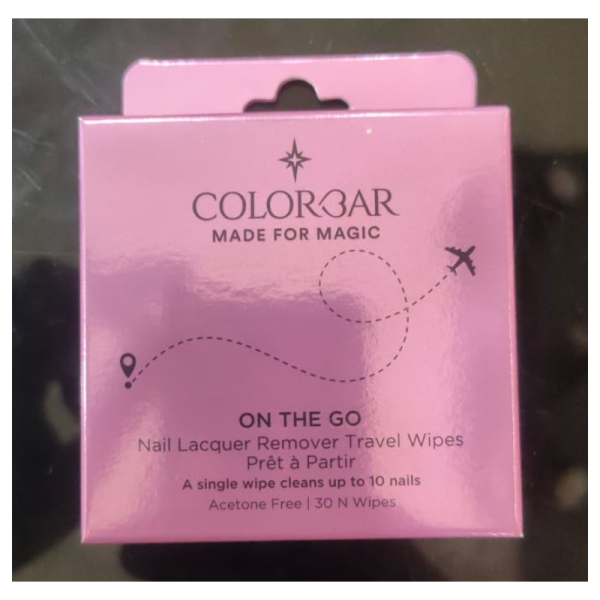 COLORBAR
MADE FOR MAGIC
ON THE GO
Nail Lacquer Remover Travel Wipes
Prêt à Partir
A single wipe cleans up to 10 nails
Acetone Free | 30 N Wipes